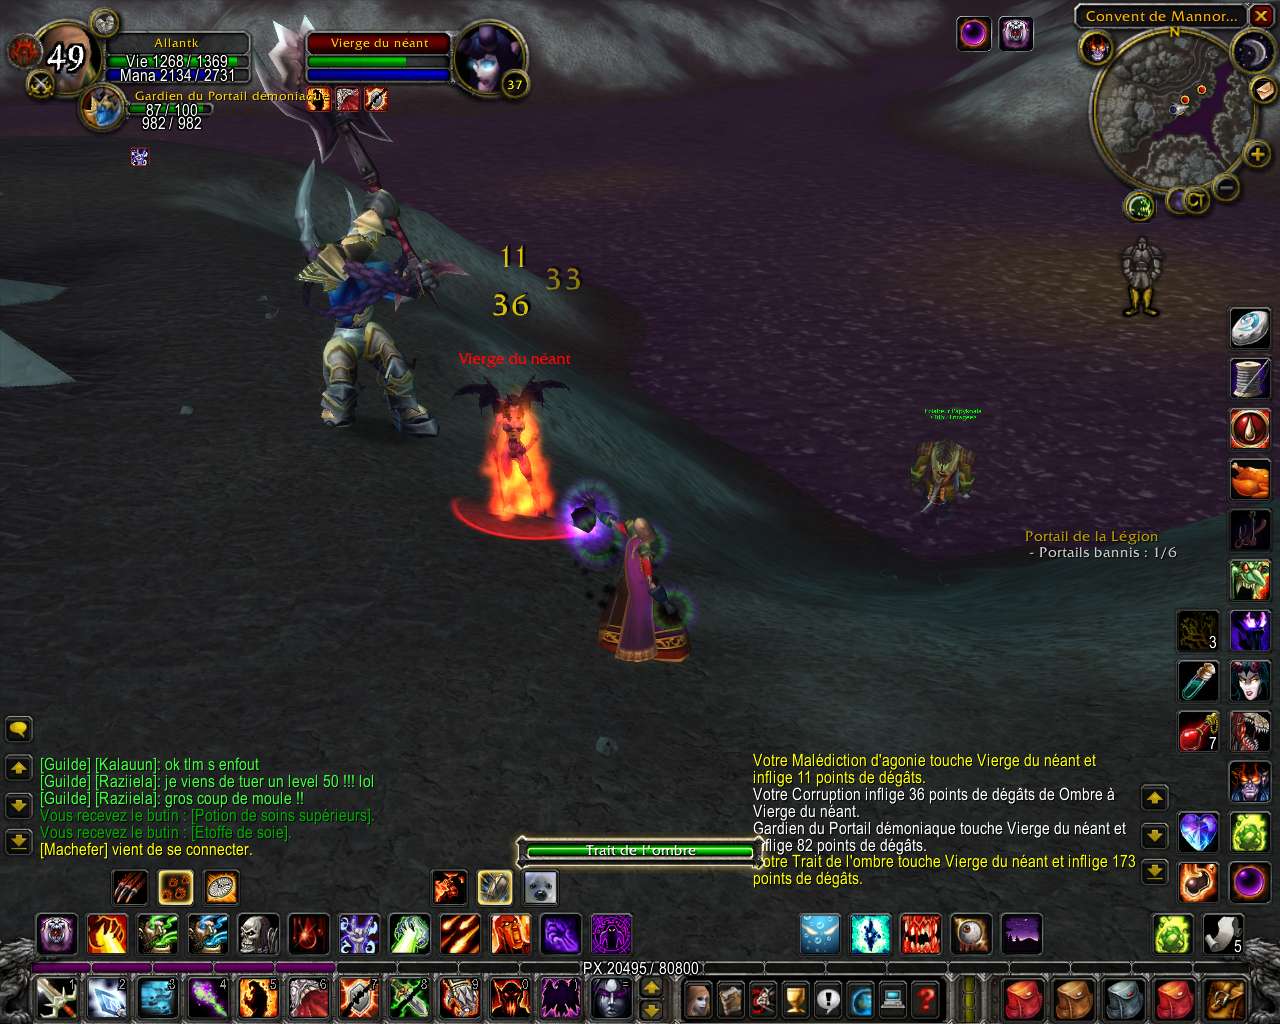 Convent de Mannor...
N
49
Allantk
Vie 1268 / 1369
Mana 2134 / 2731
Vierge du néant
37
Gardien du Portail démoniaque
87 / 100
982 / 982
11
33
36
Vierge du néant
Portail de la Légion
- Portails bannis : 1/6
3
7
[Guilde] [Kalauun]: ok tlm s enfout
[Guilde] [Raziiela]: je viens de tuer un level 50 !!! lol
[Guilde] [Raziiela]: gros coup de moule !!
Vous recevez le butin : [Potion de soins supérieurs].
Vous recevez le butin : [Etoffe de soie].
[Machefer] vient de se connecter.
Votre Malédiction d'agonie touche Vierge du néant et
inflige 11 points de dégâts.
Votre Corruption inflige 36 points de dégâts de Ombre à
Vierge du néant.
Gardien du Portail démoniaque touche Vierge du néant et
inflige 82 points de dégâts.
Votre Trait de l'ombre touche Vierge du néant et inflige 173
points de dégâts.
Trait de l'ombre
5
PX 20495 / 80800
1 2 3 4 5 6 7 8 9 0 ) =